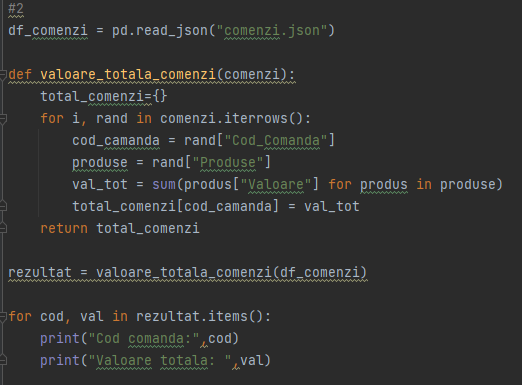 #2
df_comenzi = pd.read_json("comenzi.json")
def valoare_totala_comenzi(comenzi):
    total_comenzi={}
    for i, rand in comenzi.iterrows():
        cod_camanda = rand["Cod_Comanda"]
        produse = rand["Produse"]
        val_tot = sum(produs["Valoare"] for produs in produse)
        total_comenzi[cod_camanda] = val_tot
    return total_comenzi
rezultat = valoare_totala_comenzi(df_comenzi)
for cod, val in rezultat.items():
    print("Cod comanda:",cod)
    print("Valoare totala: ",val)